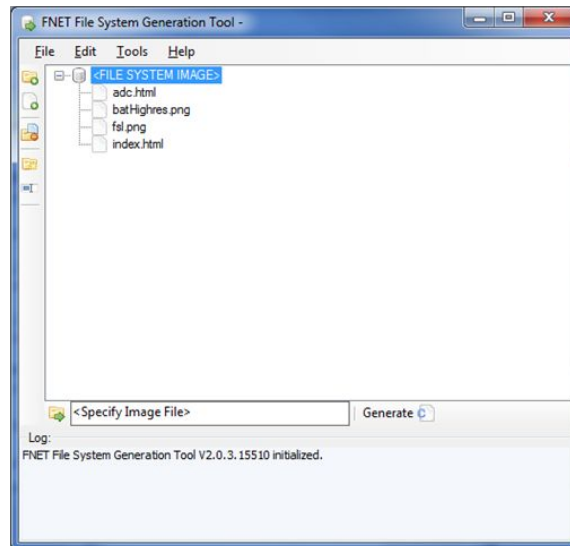 FNET File System Generation Tool -
File Edit Tools Help
<FILE SYSTEM IMAGE>
adc.html
batHighres.png
fsl.png
index.html
<Specify Image File>
Generate
Log:
FNET File System Generation Tool V2.0.3.15510 initialized.